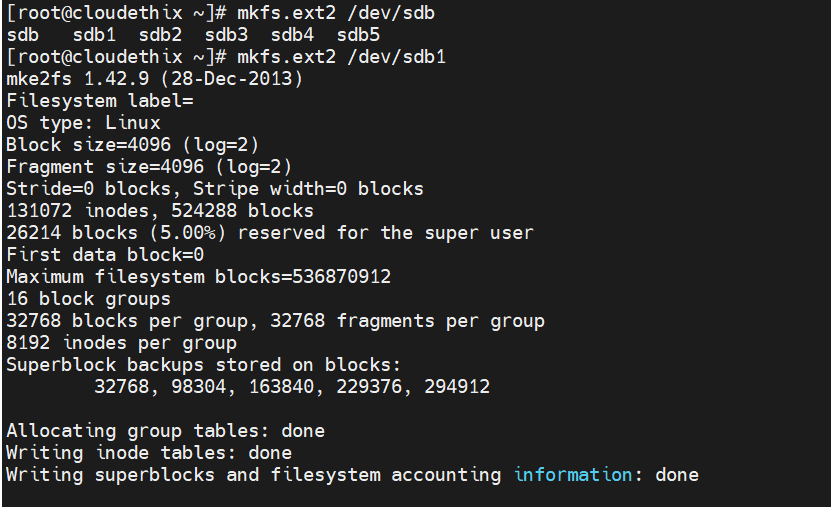 [root@cloudethix ~]# mkfs.ext2 /dev/sdb
sdb   sdb1  sdb2  sdb3  sdb4  sdb5
[root@cloudethix ~]# mkfs.ext2 /dev/sdb1
mke2fs 1.42.9 (28-Dec-2013)
Filesystem label=
OS type: Linux
Block size=4096 (log=2)
Fragment size=4096 (log=2)
Stride=0 blocks, Stripe width=0 blocks
131072 inodes, 524288 blocks
26214 blocks (5.00%) reserved for the super user
First data block=0
Maximum filesystem blocks=536870912
16 block groups
32768 blocks per group, 32768 fragments per group
8192 inodes per group
Superblock backups stored on blocks:
        32768, 98304, 163840, 229376, 294912

Allocating group tables: done
Writing inode tables: done
Writing superblocks and filesystem accounting information: done